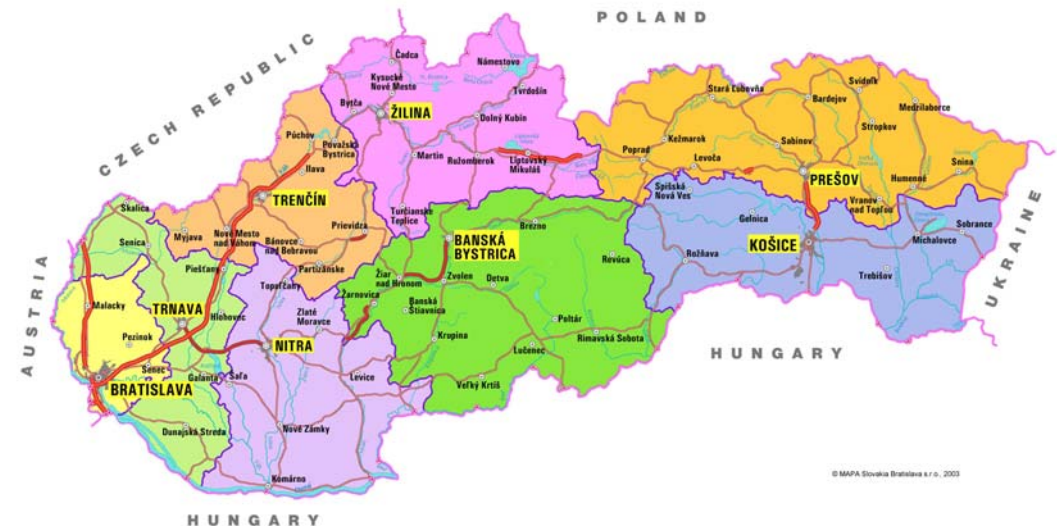 POLAND
CZECH REPUBLIC
Čadca
Námestovo
Kysucké
Nové Mesto
Tvrdošín
Bytča
ŽILINA
Dolný Kubín
Martin
Ružomberok
Liptovský
Mikuláš
Turčianske
Teplice
Púchov
Považská
Bystrica
Ilava
TRENČÍN
Prievidza
Myjava
Nové Mesto
nad Váhom
Bánovce
nad Bebravou
Partizánske
Stará Ľubovňa
Svidník
Bardejov
Medzilaborce
Stropkov
Kežmarok
Sabinov
Poprad
Levoča
Snina
Humenné
PREŠOV
Vranov
nad Topľou
Spišská
Nová Ves
Gelnica
Sobrance
KOŠICE
Michalovce
Rožňava
Trebišov
UKRAINE
Skalica
Senica
Piešťany
TRNAVA
Hlohovec
Galanta
Dunajská Streda
AUSTRIA
Malacky
Pezinok
Senec
BRATISLAVA
Topoľčany
Zlaté
Moravce
NITRA
Šaľa
Levice
Nové Zámky
Komárno
BANSKÁ
BYSTRICA
Brezno
Revúca
Žiar
nad Hronom
Zvolen
Detva
Žarnovica
Banská
Štiavnica
Krupina
Poltár
Lučenec
Rimavská Sobota
Veľký Krtíš
HUNGARY
© MAPA Slovakia Bratislava s.r.o., 2003
HUNGARY